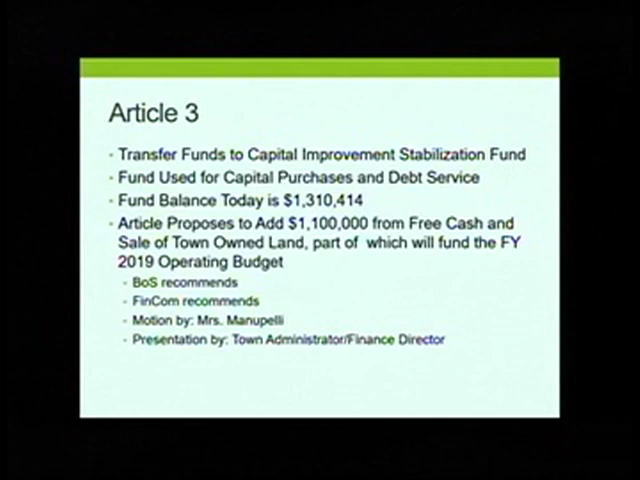 Article 3
Transfer Funds to Capital Improvement Stabilization Fund
Fund Used for Capital Purchases and Debt Service
Fund Balance Today is $1,310,414
Article Proposes to Add $1,100,000 from Free Cash and
Sale of Town Owned Land, part of which will fund the FY
2019 Operating Budget
BoS recommends
FinCom recommends
Motion by: Mrs. Manupelli
Presentation by: Town Administrator/Finance Director